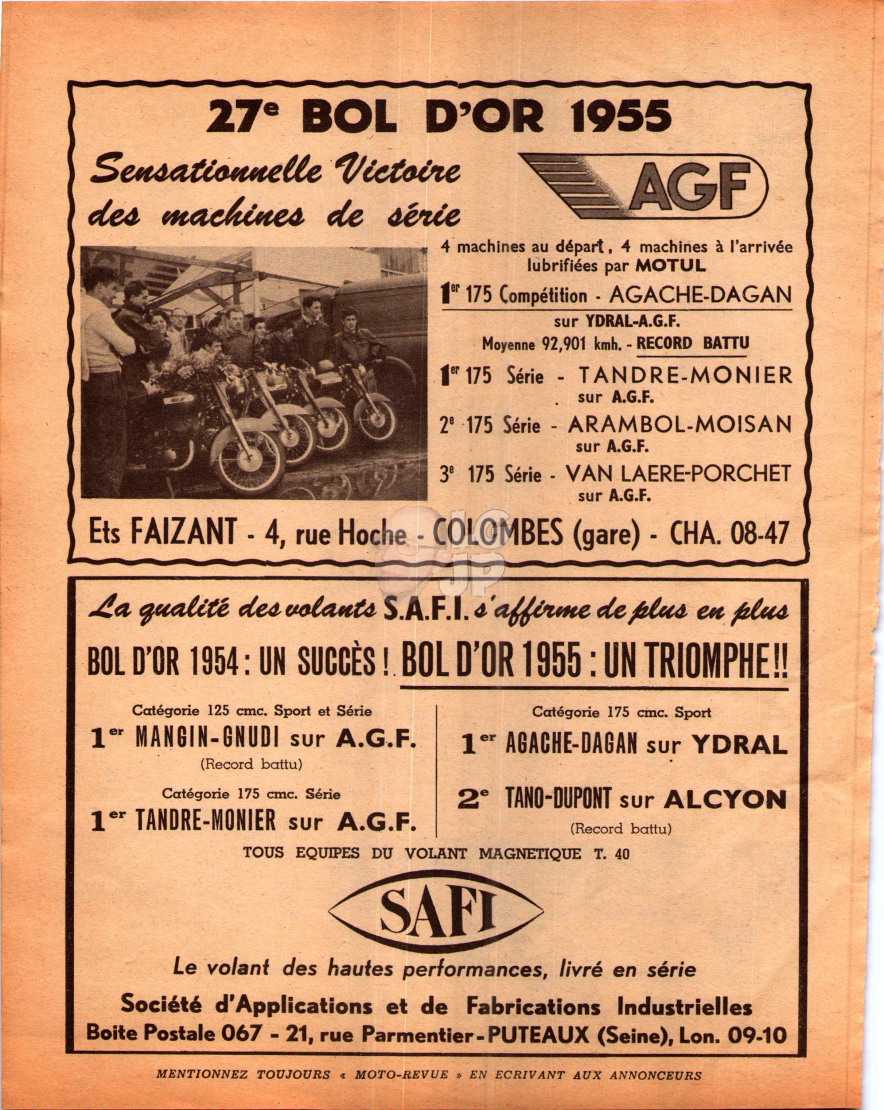 27e BOL D'OR 1955
Sensationnelle Victoire
des machines de série
AGF
4 machines au départ, 4 machines à l'arrivée
lubrifiées par MOTUL
1er 175 Compétition - AGACHE-DAGAN
sur YDRAL-A.G.F.
Moyenne 92,901 kmh. - RECORD BATTU
1er 175 Série - TANDRE-MONIER
sur A.G.F.
2e 175 Série - ARAMBOL-MOISAN
sur A.G.F.
3e 175 Série - VAN LAERE-PORCHET
sur A.G.F.
Ets FAIZANT - 4, rue Hoche - COLOMBES (gare) - CHA. 08-47
La qualité des volants S.A.F.I. s'affirme de plus en plus
BOL D'OR 1954 : UN SUCCÈS ! BOL D'OR 1955 : UN TRIOMPHE !!
Catégorie 125 cmc. Sport et Série
1er MANGIN-GNUDI sur A.G.F.
(Record battu)
Catégorie 175 cmc. Série
1er TANDRE-MONIER sur A.G.F.
Catégorie 175 cmc. Sport
1er AGACHE-DAGAN sur YDRAL
2e TANO-DUPONT sur ALCYON
(Record battu)
TOUS EQUIPES DU VOLANT MAGNETIQUE T. 40
SAFI
Le volant des hautes performances, livré en série
Société d'Applications et de Fabrications Industrielles
Boite Postale 067 - 21, rue Parmentier - PUTEAUX (Seine), Lon. 09-10
MENTIONNEZ TOUJOURS « MOTO-REVUE » EN ECRIVANT AUX ANNONCEURS